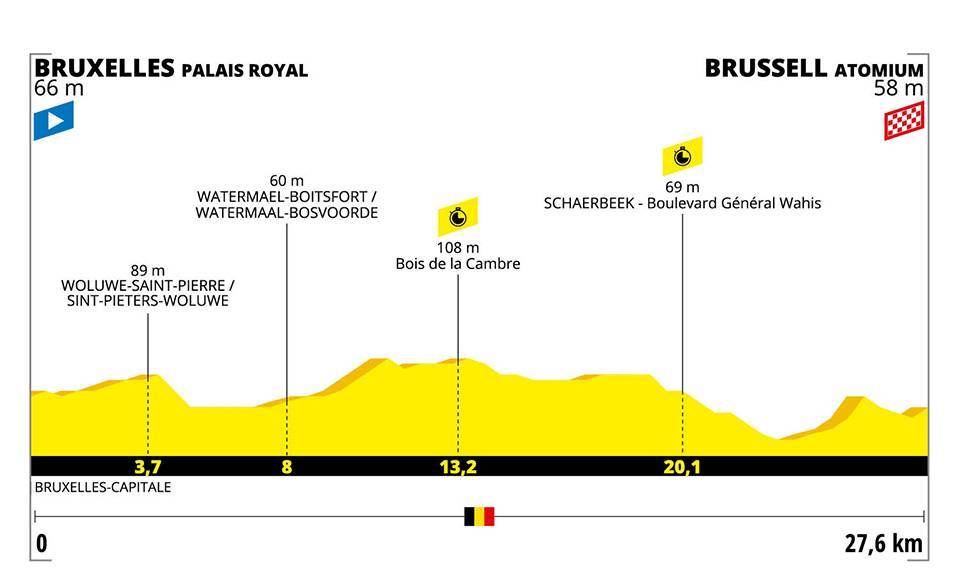 BRUXELLES PALAIS ROYAL
66 m
BRUSSELL ATOMIUM
58 m
89 m
WOLUWE-SAINT-PIERRE /
SINT-PIETERS-WOLUWE
60 m
WATERMAEL-BOITSFORT /
WATERMAAL-BOSVOORDE
108 m
Bois de la Cambre
69 m
SCHAERBEEK - Boulevard Général Wahis
3,7
8
13,2
20,1
BRUXELLES-CAPITALE
0
27,6 km